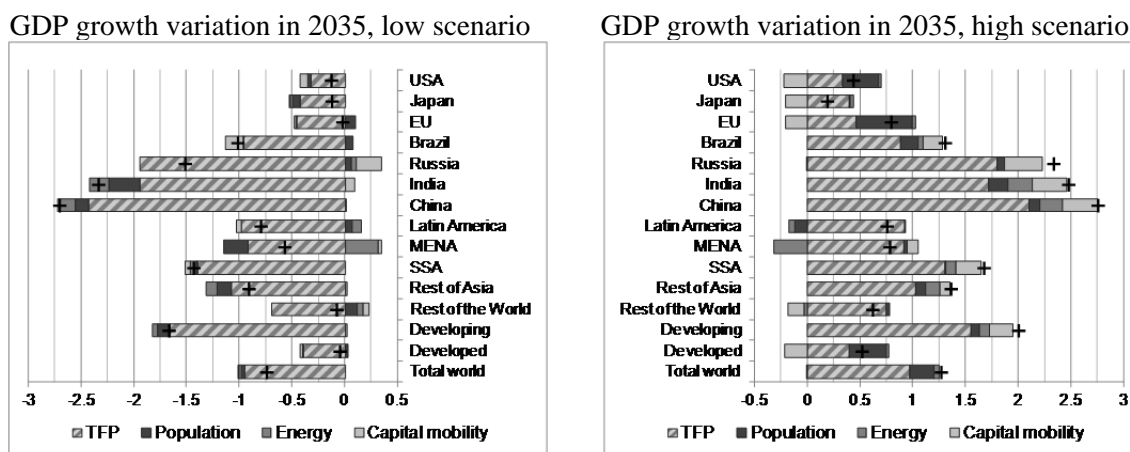 GDP growth variation in 2035, low scenario
USA
Japan
EU
Brazil
Russia
India
China
Latin America
MENA
SSA
Rest of Asia
Rest of the World
Developing
Developed
Total world
-3 -2.5 -2 -1.5 -1 -0.5 0 0.5
TFP Population Energy Capital mobility
GDP growth variation in 2035, high scenario
USA
Japan
EU
Brazil
Russia
India
China
Latin America
MENA
SSA
Rest of Asia
Rest of the World
Developing
Developed
Total world
-0.5 0 0.5 1 1.5 2 2.5 3
TFP Population Energy Capital mobility